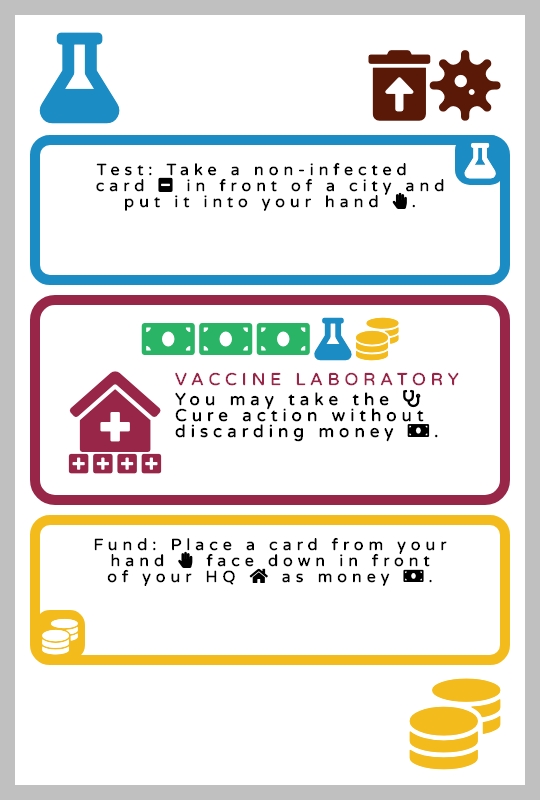 Test: Take a non-infected
card in front of a city and
put it into your hand .
VACCINE LABORATORY
You may take the
Cure action without
discarding money .
Fund: Place a card from your
hand face down in front
of your HQ as money .